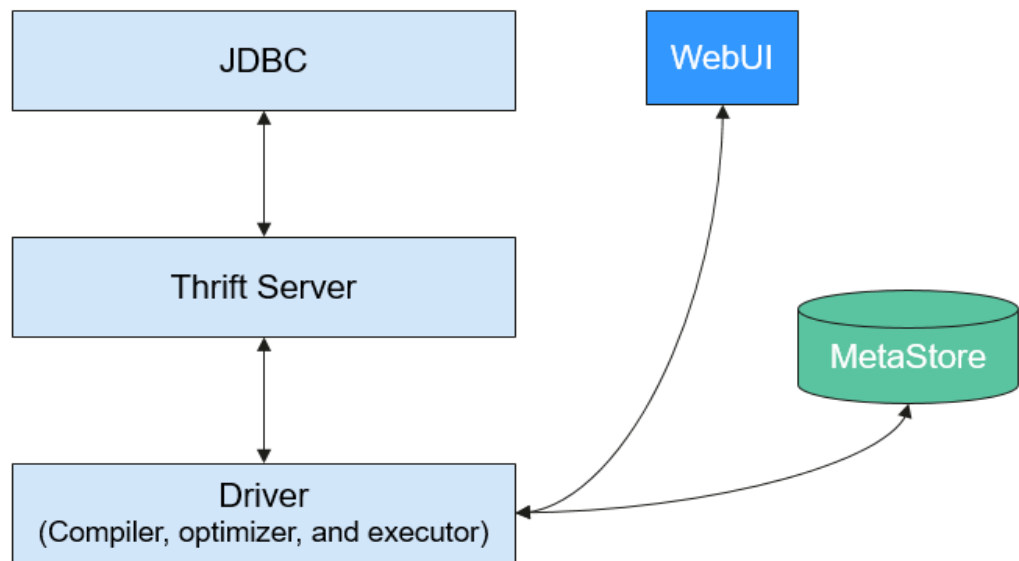 JDBC
WebUI
Thrift Server
MetaStore
Driver
(Compiler, optimizer, and executor)